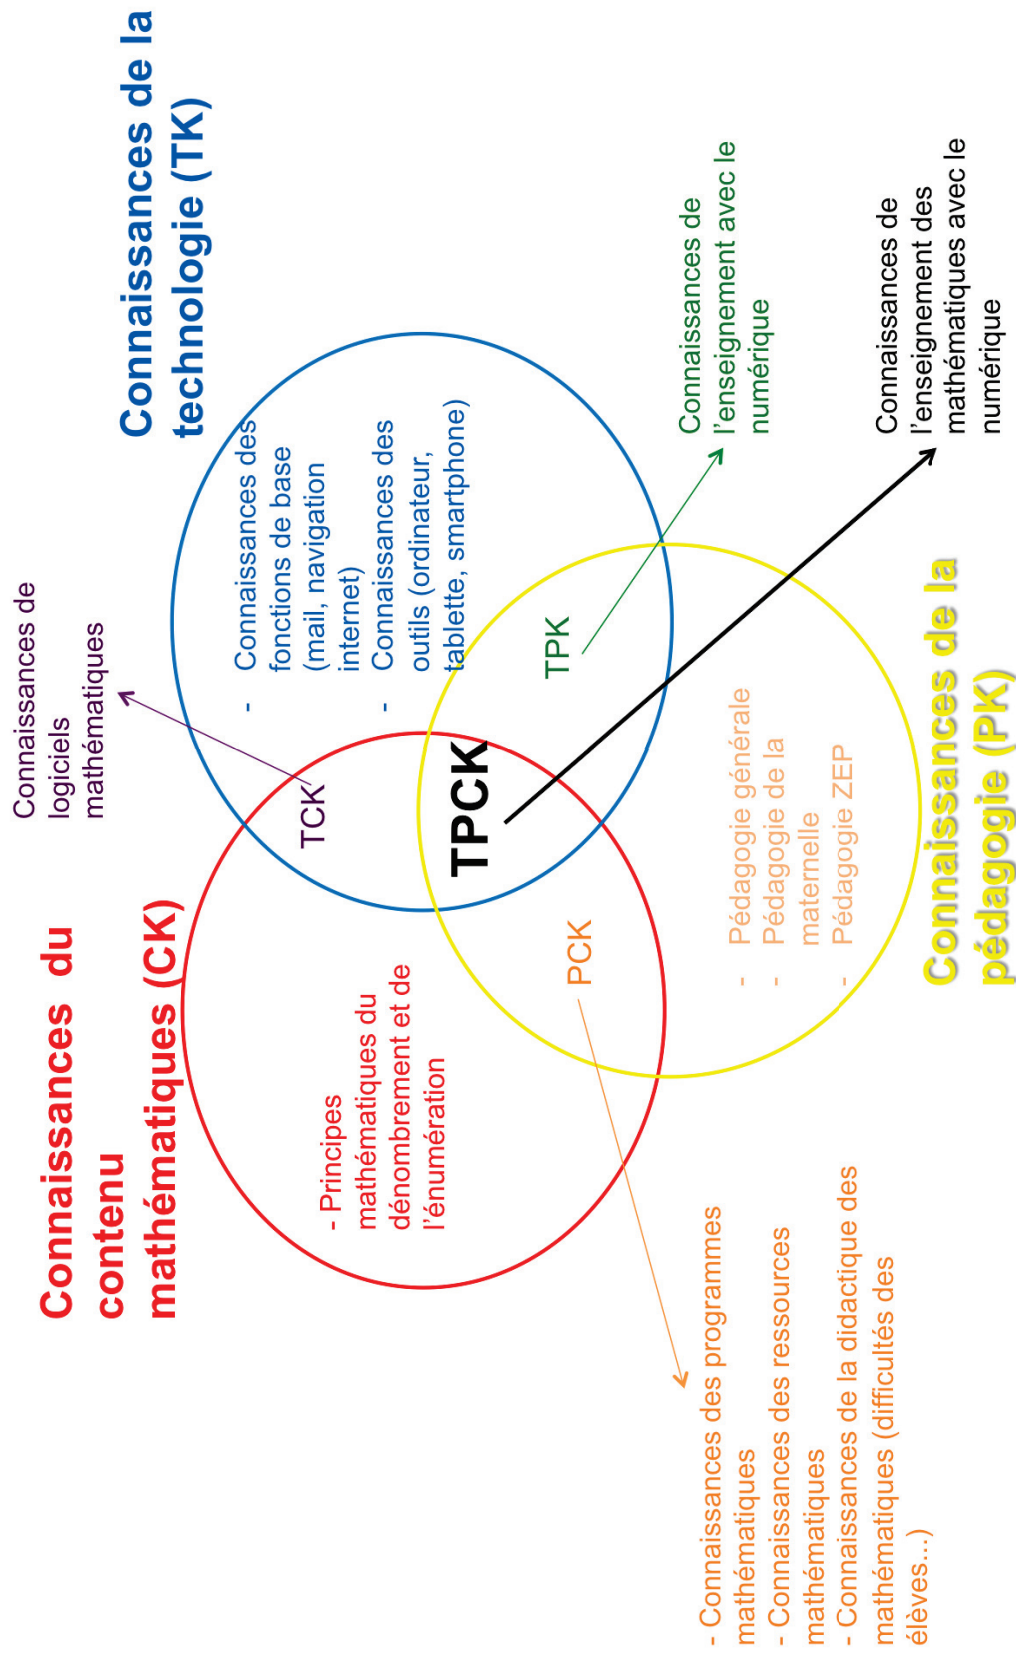 Connaissances du
contenu
mathématiques (CK)
Connaissances de
logiciels
mathématiques
Connaissances de la
technologie (TK)
- Principes
mathématiques du
dénombrement et de
l'énumération
TCK
- Connaissances des
fonctions de base
(mail, navigation
internet)
- Connaissances des
outils (ordinateur,
tablette, smartphone)
TPCK
PCK
TPK
- Connaissances des programmes
mathématiques
- Connaissances des ressources
mathématiques
- Connaissances de la didactique des
mathématiques (difficultés des
élèves...)
- Pédagogie générale
- Pédagogie de la
maternelle
- Pédagogie ZEP
Connaissances de
l'enseignement avec le
numérique
Connaissances de la
pédagogie (PK)
Connaissances de
l'enseignement des
mathématiques avec le
numérique